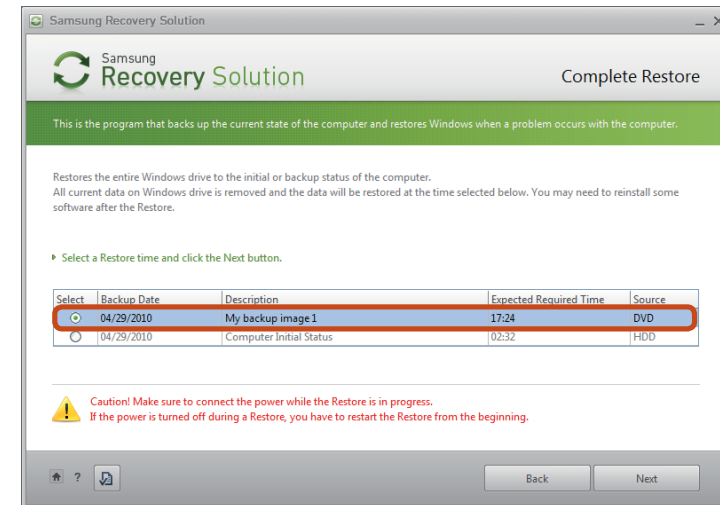 Samsung Recovery Solution
Samsung
Recovery Solution
Complete Restore
This is the program that backs up the current state of the computer and restores Windows when a problem occurs with the computer.
Restores the entire Windows drive to the initial or backup status of the computer.
All current data on Windows drive is removed and the data will be restored at the time selected below. You may need to reinstall some
software after the Restore.
Select a Restore time and click the Next button.
Select Backup Date Description Expected Required Time Source
04/29/2010 My backup image 1 17:24 DVD
04/29/2010 Computer Initial Status 02:32 HDD
Caution! Make sure to connect the power while the Restore is in progress.
If the power is turned off during a Restore, you have to restart the Restore from the beginning.
? Back Next